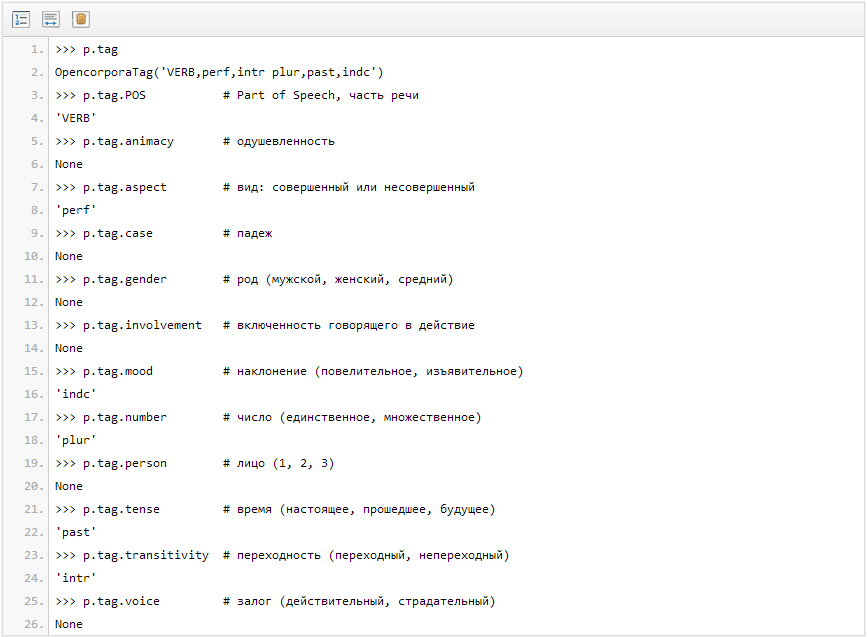 1. >>> p.tag
2. OpencorporaTag('VERB,perf,intr plur,past,indc')
3. >>> p.tag.POS           # Part of Speech, часть речи
4. 'VERB'
5. >>> p.tag.animacy       # одушевленность
6. None
7. >>> p.tag.aspect        # вид: совершенный или несовершенный
8. 'perf'
9. >>> p.tag.case          # падеж
10. None
11. >>> p.tag.gender        # род (мужской, женский, средний)
12. None
13. >>> p.tag.involvement   # включенность говорящего в действие
14. None
15. >>> p.tag.mood          # наклонение (повелительное, изъявительное)
16. 'indc'
17. >>> p.tag.number        # число (единственное, множественное)
18. 'plur'
19. >>> p.tag.person        # лицо (1, 2, 3)
20. None
21. >>> p.tag.tense         # время (настоящее, прошедшее, будущее)
22. 'past'
23. >>> p.tag.transitivity  # переходность (переходный, непереходный)
24. 'intr'
25. >>> p.tag.voice         # залог (действительный, страдательный)
26. None